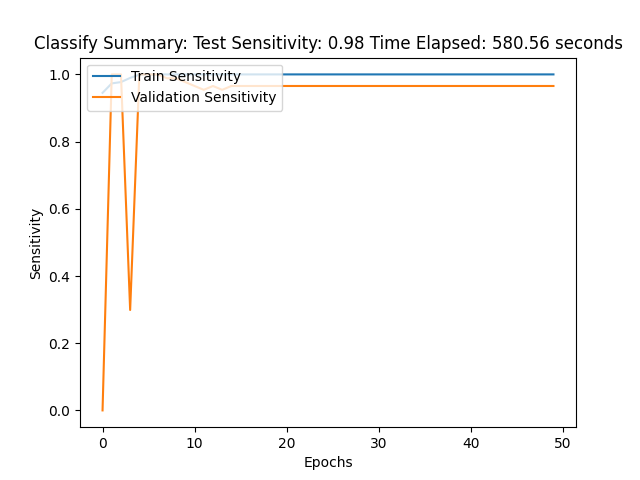 Classify Summary: Test Sensitivity: 0.98 Time Elapsed: 580.56 seconds
Train Sensitivity
Validation Sensitivity
1.0
0.8
0.6
0.4
0.2
0.0
Sensitivity
0 10 20 30 40 50
Epochs